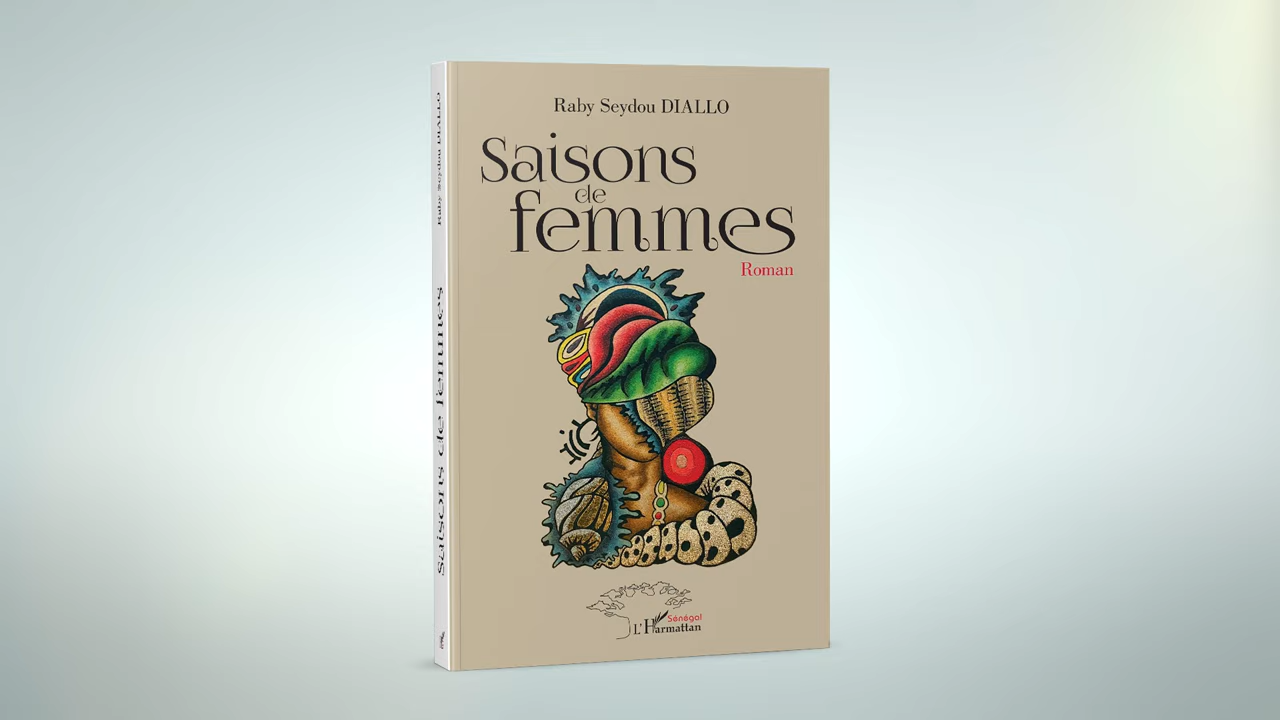 Raby Seydou DIALLO
Saisons
de
femmes
Roman
Sénégal
L'Harmattan
Raby Seydou DIALLO
Saisons de femmes